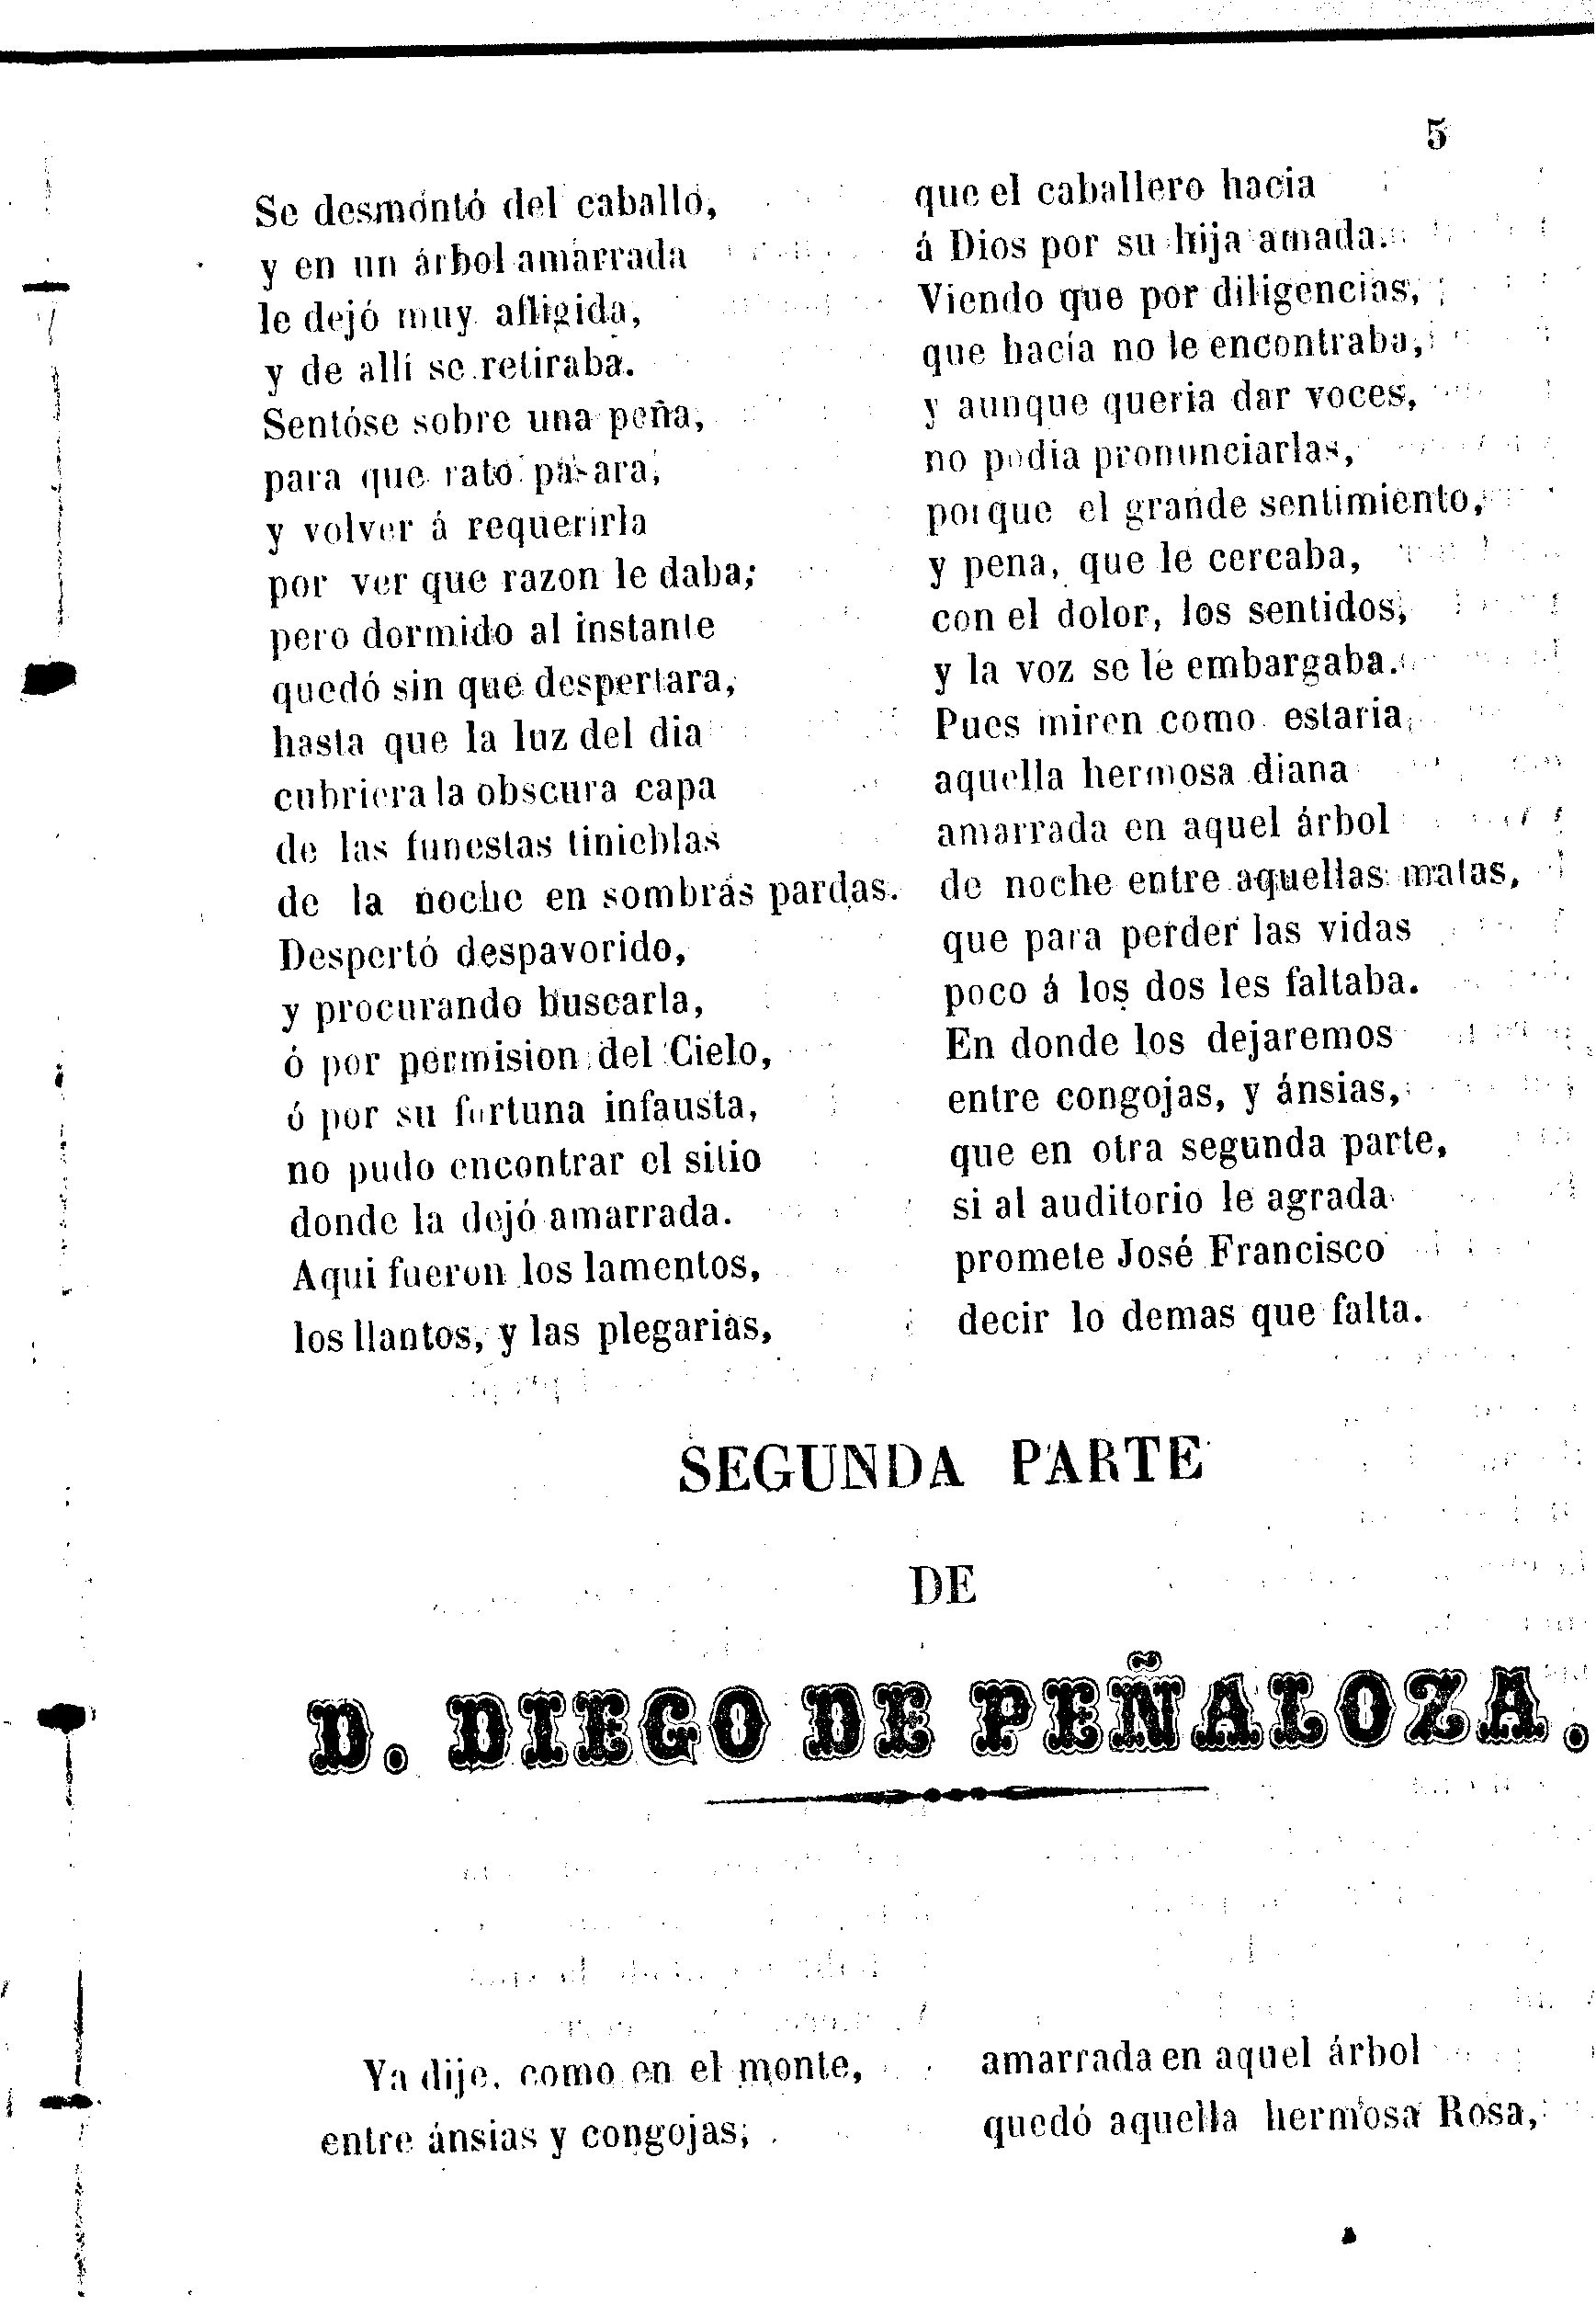 5
Se desmontó del caballo,
y en un árbol amarrada
le dejó muy afligida,
y de allí se retiraba.
Sentóse sobre una peña,
para que rato pasara,
y volver á requerirla
por ver que razon le daba;
pero dormido al instante
quedó sin que despertara,
hasta que la luz del dia
cubriera la obscura capa
de las funestas tinieblas
de la noche en sombras pardas.
Despertó despavorido,
y procurando buscarla,
ó por permision del Cielo,
ó por su fortuna infausta,
no pudo encontrar el sitio
donde la dejó amarrada.
Aqui fueron los lamentos,
los llantos, y las plegarias,
que el caballero hacia
á Dios por su hija amada.
Viendo que por diligencias,
que hacía no le encontraba,
y aunque queria dar voces,
no podia pronunciarlas,
porque el grande sentimiento,
y pena, que le cercaba,
con el dolor, los sentidos,
y la voz se le embargaba.
Pues miren como estaria
aquella hermosa diana
amarrada en aquel árbol
de noche entre aquellas matas,
que para perder las vidas
poco á los dos les faltaba.
En donde los dejaremos
entre congojas, y ánsias,
que en otra segunda parte,
si al auditorio le agrada
promete José Francisco
decir lo demas que falta.
SEGUNDA PARTE
DE
D. DIEGO DE PEÑALOZA.
Ya dije, como en el monte,
entre ánsias y congojas;
amarrada en aquel árbol
quedó aquella hermosa Rosa,